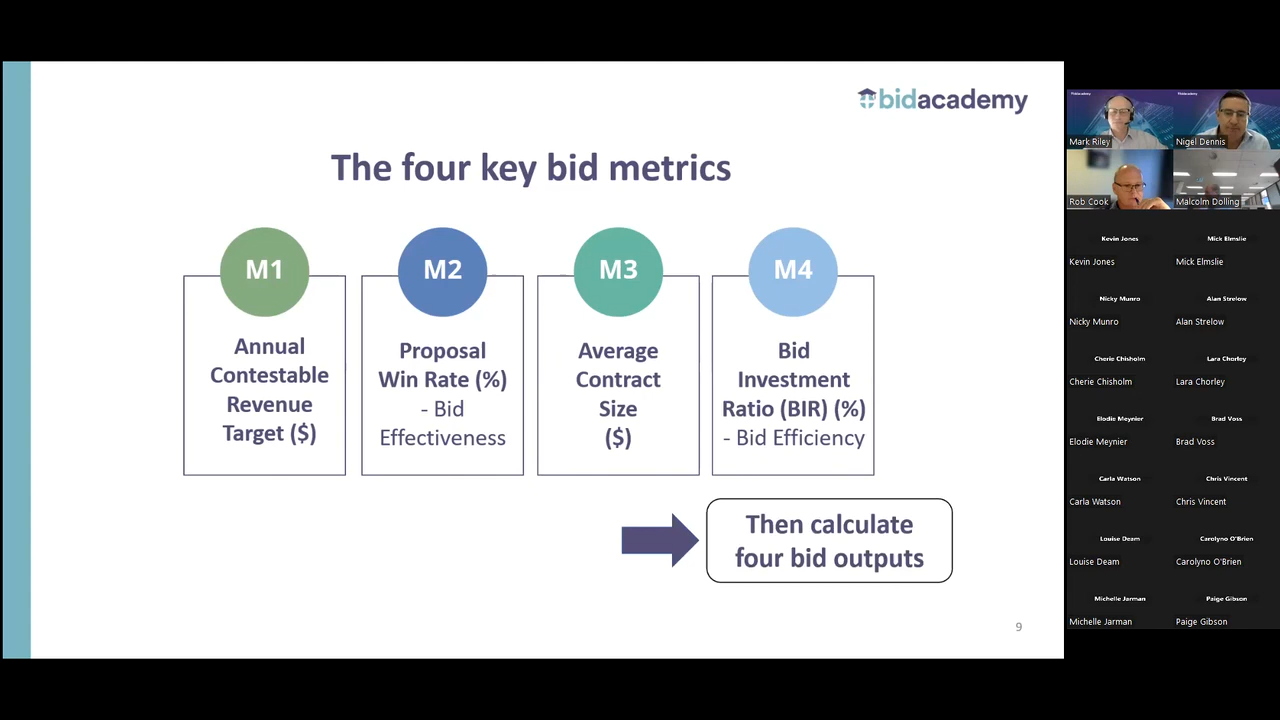 bidacademy
The four key bid metrics
M1
Annual
Contestable
Revenue
Target ($)
M2
Proposal
Win Rate (%)
- Bid
Effectiveness
M3
Average
Contract
Size
($)
M4
Bid
Investment
Ratio (BIR) (%)
- Bid Efficiency
Then calculate
four bid outputs
9
Mark Riley
Nigel Dennis
Rob Cook
Malcolm Dolling
Kevin Jones
Kevin Jones
Mick Elmslie
Mick Elmslie
Nicky Munro
Nicky Munro
Alan Strelow
Alan Strelow
Cherie Chisholm
Cherie Chisholm
Lara Chorley
Lara Chorley
Elodie Meynier
Elodie Meynier
Brad Voss
Brad Voss
Carla Watson
Carla Watson
Chris Vincent
Chris Vincent
Louise Deam
Louise Deam
Carolyno O'Brien
Carolyno O'Brien
Michelle Jarman
Michelle Jarman
Paige Gibson
Paige Gibson